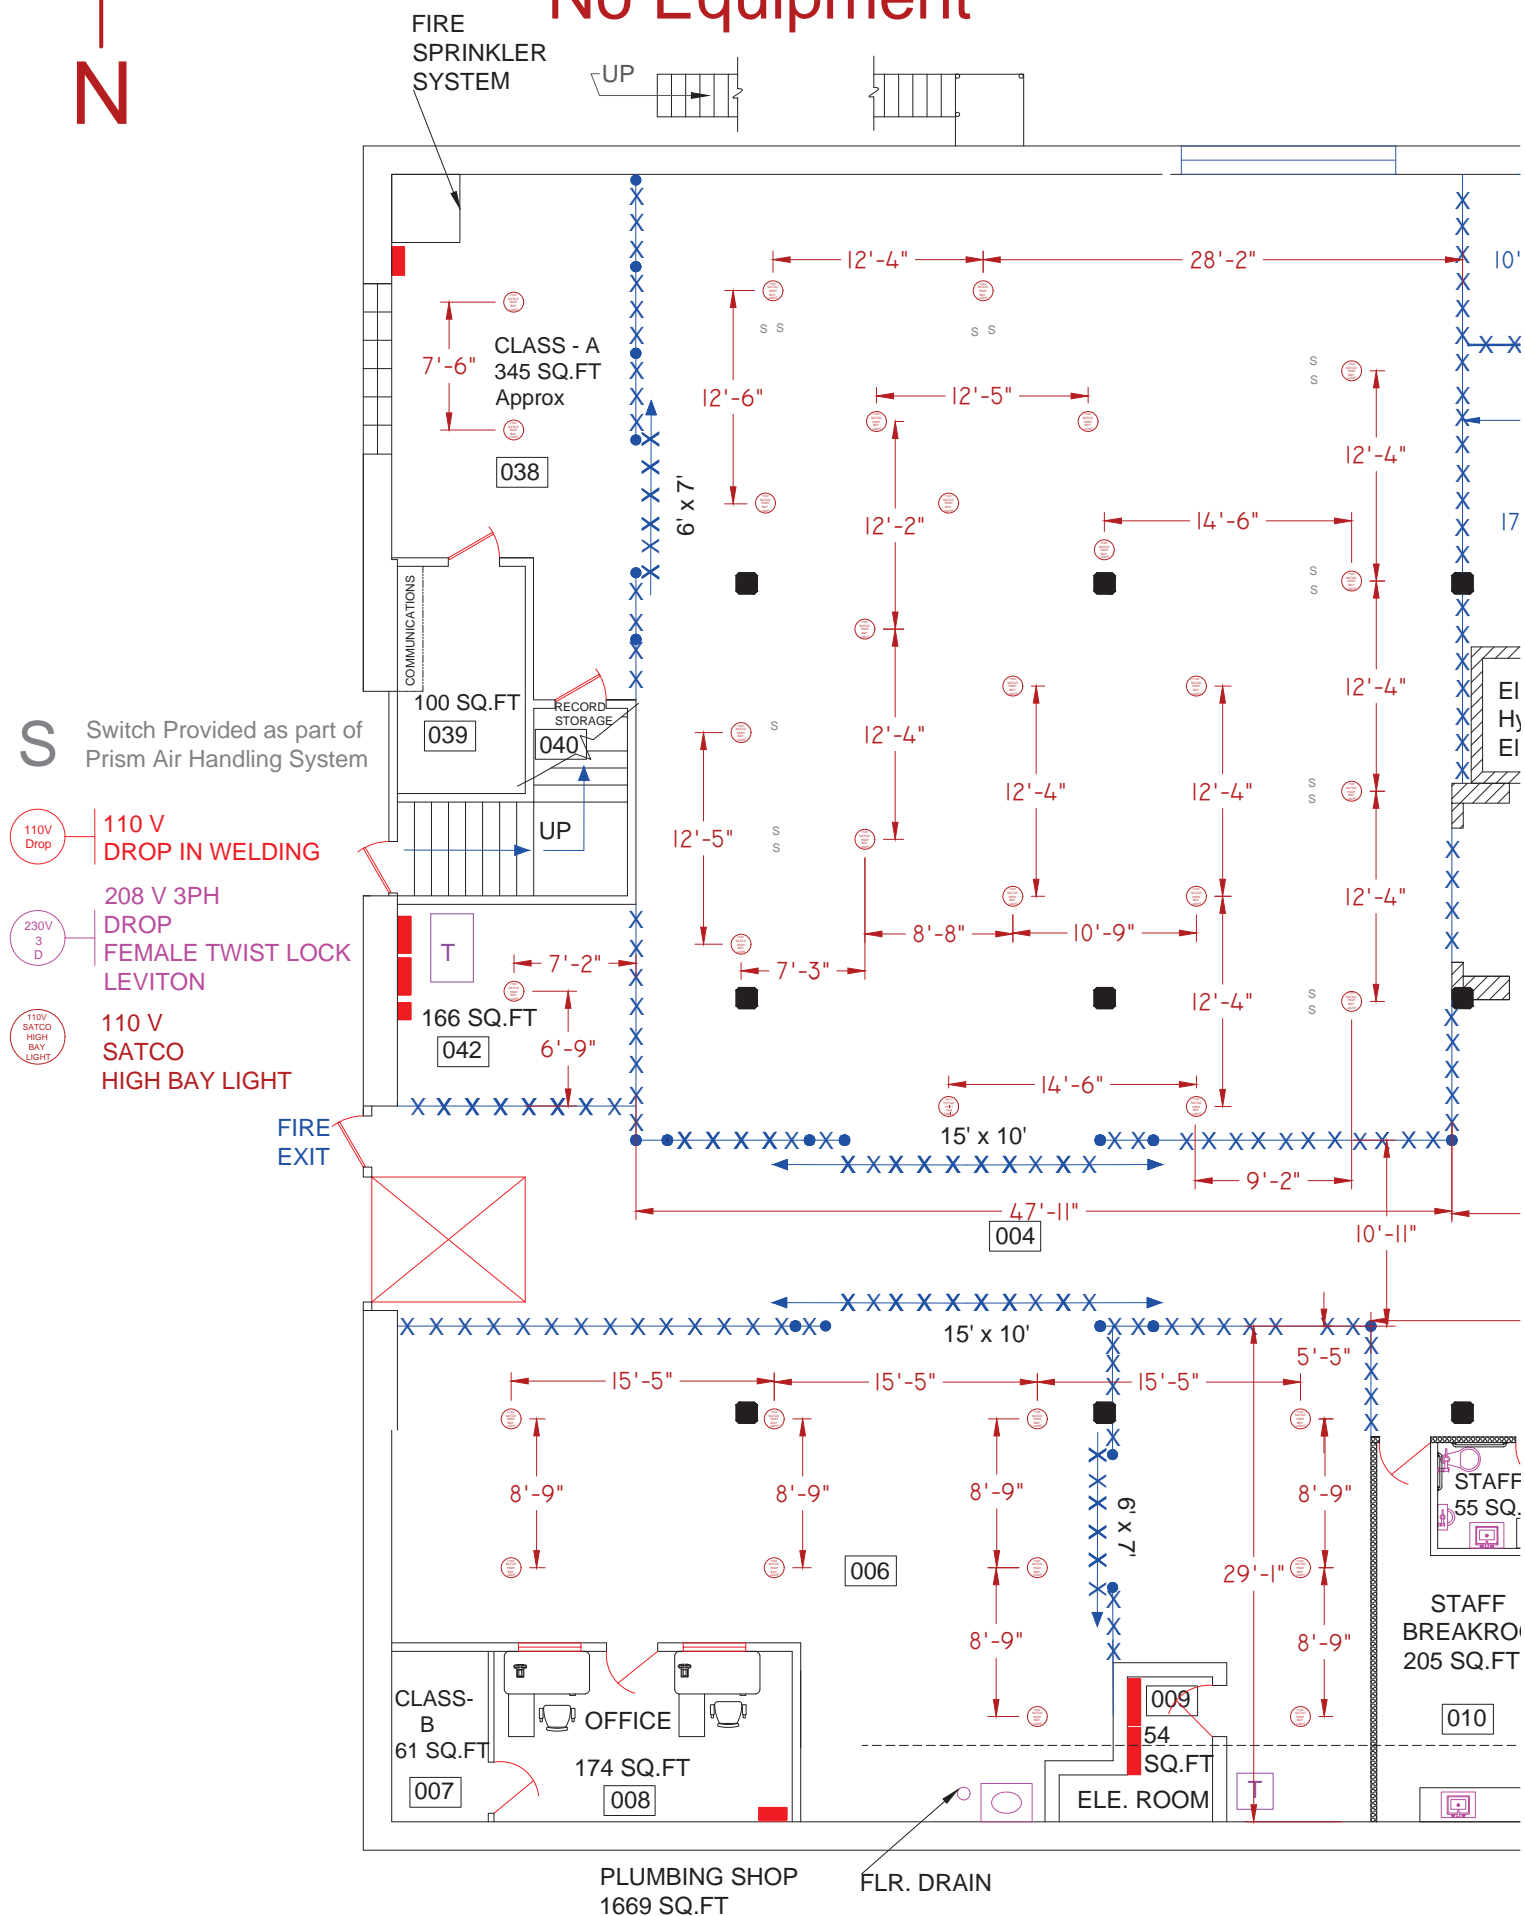 No Equipment
N
FIRE
SPRINKLER
SYSTEM
UP
12'-4"
28'-2"
10'
7'-6"
CLASS - A
345 SQ.FT
Approx
038
S S
S S
12'-6"
12'-5"
S
S
12'-4"
6' x 7'
12'-2"
14'-6"
17
S
S
COMMUNICATIONS
100 SQ.FT
039
RECORD
STORAGE
040
UP
S
Switch Provided as part of
Prism Air Handling System
110V
Drop
110 V
DROP IN WELDING
230V
3
D
208 V 3PH
DROP
FEMALE TWIST LOCK
LEVITON
110V
SATCO
HIGH
BAY
LIGHT
110 V
SATCO
HIGH BAY LIGHT
S
12'-4"
12'-5"
S
S
12'-4"
12'-4"
12'-4"
El
Hy
El
S
S
12'-4"
8'-8"
10'-9"
7'-3"
T
7'-2"
166 SQ.FT
042
6'-9"
12'-4"
S
S
14'-6"
FIRE
EXIT
15' x 10'
9'-2"
47'-11"
004
10'-11"
15' x 10'
5'-5"
15'-5"
15'-5"
15'-5"
8'-9"
8'-9"
8'-9"
8'-9"
6' x 7'
STAFF
55 SQ.
006
29'-1"
8'-9"
8'-9"
STAFF
BREAKRO
205 SQ.FT
010
CLASS-
B
61 SQ.FT
007
OFFICE
174 SQ.FT
008
009
54
SQ.FT
ELE. ROOM
T
PLUMBING SHOP
1669 SQ.FT
FLR. DRAIN